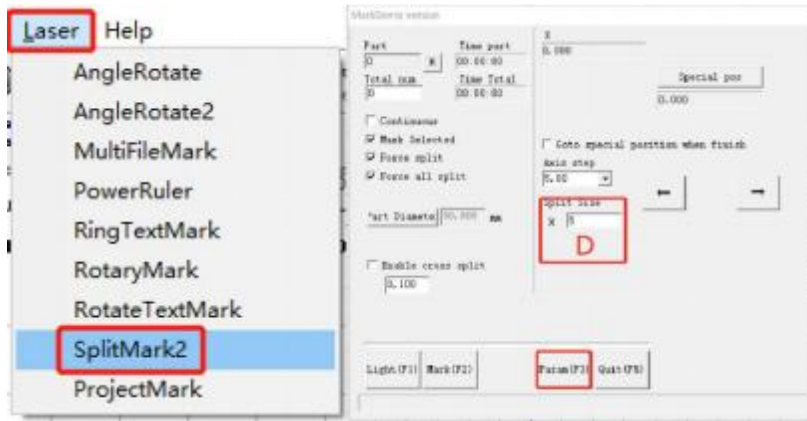 Laser Help
AngleRotate
AngleRotate2
MultiFileMark
PowerRuler
RingTextMark
RotaryMark
RotateTextMark
SplitMark2
ProjectMark
Part Time part
0 R 00:00:00
Total num Time Total
0 00:00:00
Continuous
Mark Selected
Force split
Force all split
mm
Enable cross split
0.100
Light(F1) Mark(F2)
X
0.000
Special pos
0.000
Goto special position when finish
Axis step
5.00
Split Size
X 5
D
Param(F3) Quit